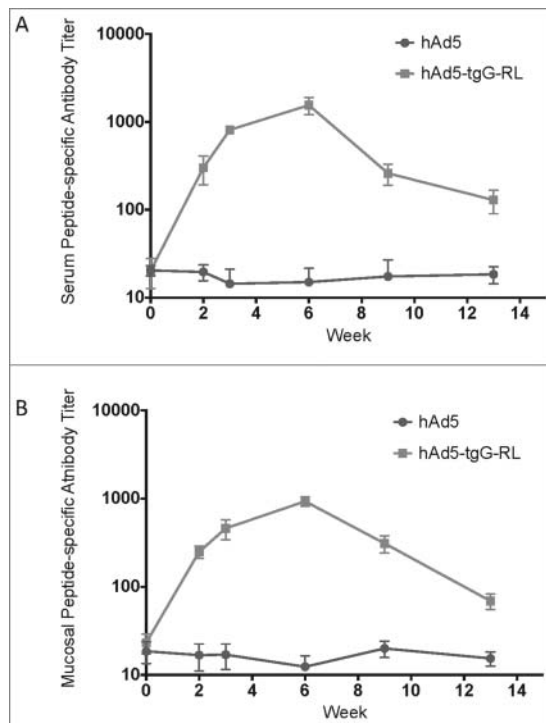 A
hAd5
hAd5-tgG-RL
Serum Peptide-specific Antibody Titer
10000
1000
100
10
0 2 4 6 8 10 12 14
Week
B
hAd5
hAd5-tgG-RL
Mucosal Peptide-specific Atnibody Titer
10000
1000
100
10
0 2 4 6 8 10 12 14
Week